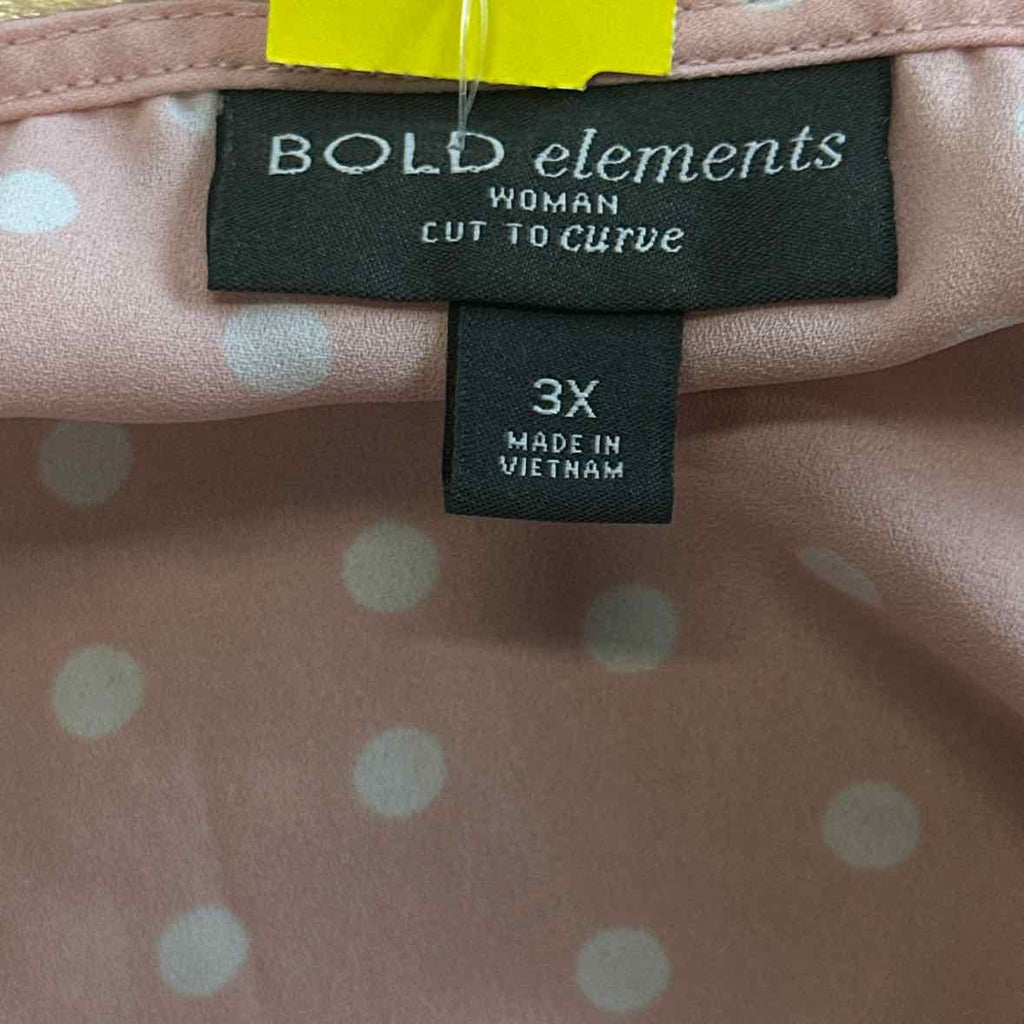 BOLD elements
WOMAN
CUT TO curve
3X
MADE IN
VIETNAM